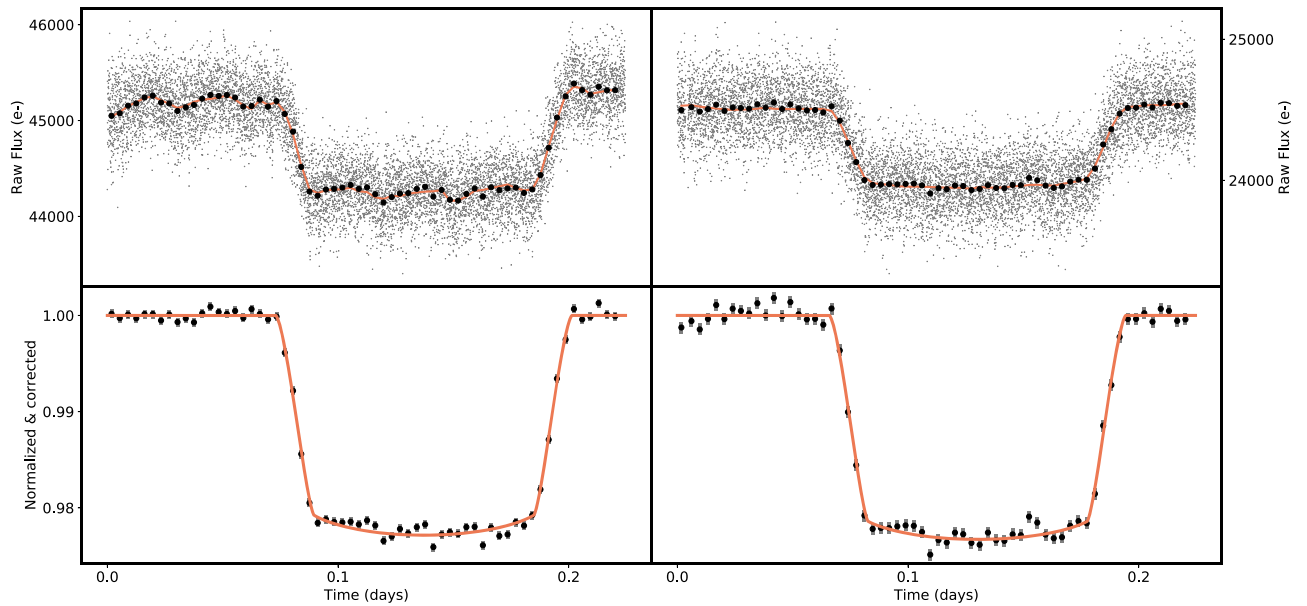 46000
45000
44000
Raw Flux (e-)
25000
24000
Raw Flux (e-)
1.00
0.99
0.98
Normalized & corrected
0.0 0.1 0.2
Time (days)
0.0 0.1 0.2
Time (days)